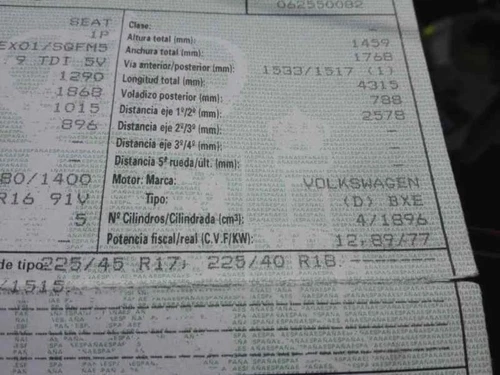 062550082
SEAT
1P
EX01/SQFM5
9 TDI 5V
1290
1868
1015
896
-
80/1400
R16 91V
5
Clase: -
Altura total (mm): 1459
Anchura total (mm): 1768
Via anterior/posterior (mm): 1533/1517 (1)
Longitud total (mm): 4315
Voladizo posterior (mm): 788
Distancia eje 1º/2º (mm): 2578
Distancia eje 2º/3º (mm): -
Distancia eje 3º/4º (mm): -
Distancia 5ª rueda/ult. (mm): -
Motor: Marca: VOLKSWAGEN
Tipo: (D) BXE
Nº Cilindros/Cilindrada (cm³): 4/1896
Potencia fiscal/real (C.V.F/KW): 12,89/77
de tipo: 225/45 R17; 225/40 R18.
/1515.